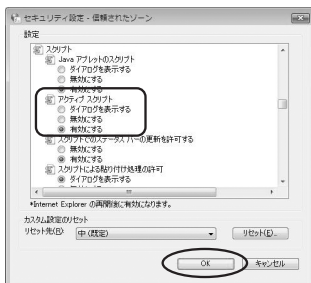 セキュリティ設定 - 信頼されたゾーン
設定
スクリプト
Java アプレットのスクリプト
ダイアログを表示する
無効にする
有効にする
アクティブ スクリプト
ダイアログを表示する
無効にする
有効にする
スクリプトでのステータス バーの更新を許可する
無効にする
有効にする
スクリプトによる貼り付け処理の許可
ダイアログを表示する
*Internet Explorer の再開後に有効になります。
カスタム設定のリセット
リセット先(R): 中 (既定) リセット(E)...
OK キャンセル